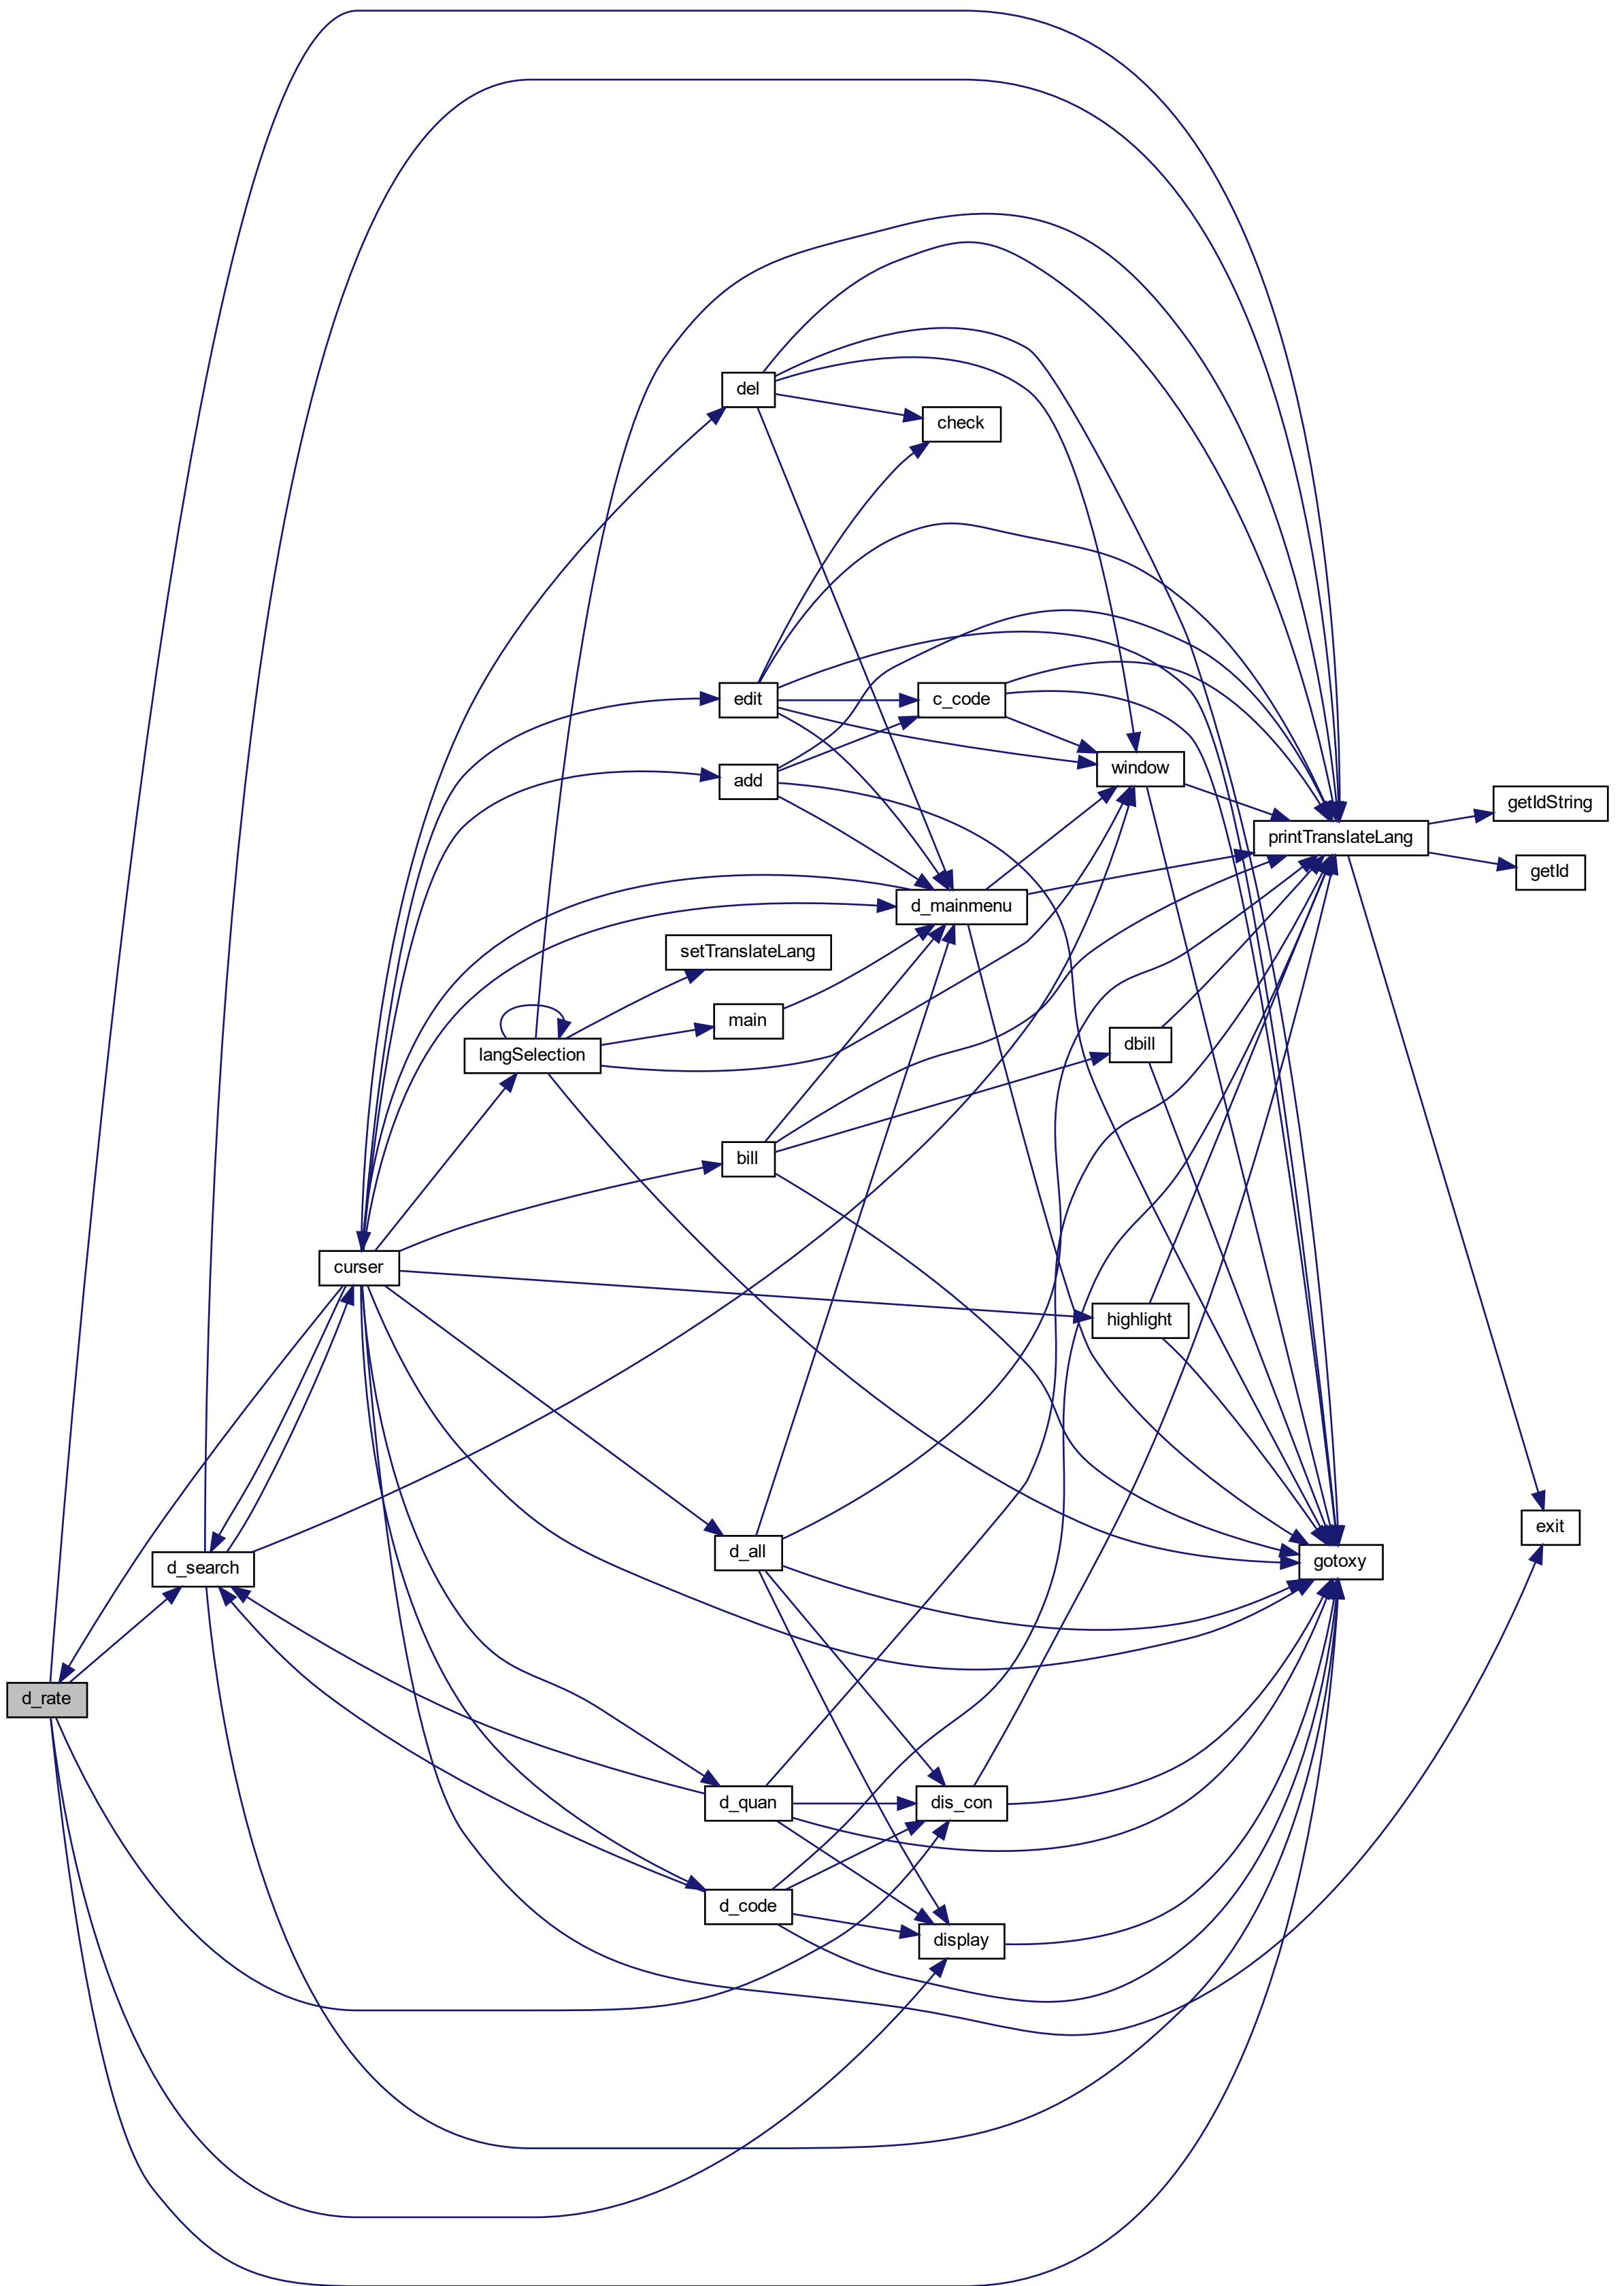 del
check
edit
c_code
window
add
getIdString
printTranslateLang
getId
d_mainmenu
setTranslateLang
main
langSelection
dbill
bill
curser
highlight
exit
d_all
gotoxy
d_search
d_rate
d_quan
dis_con
d_code
display